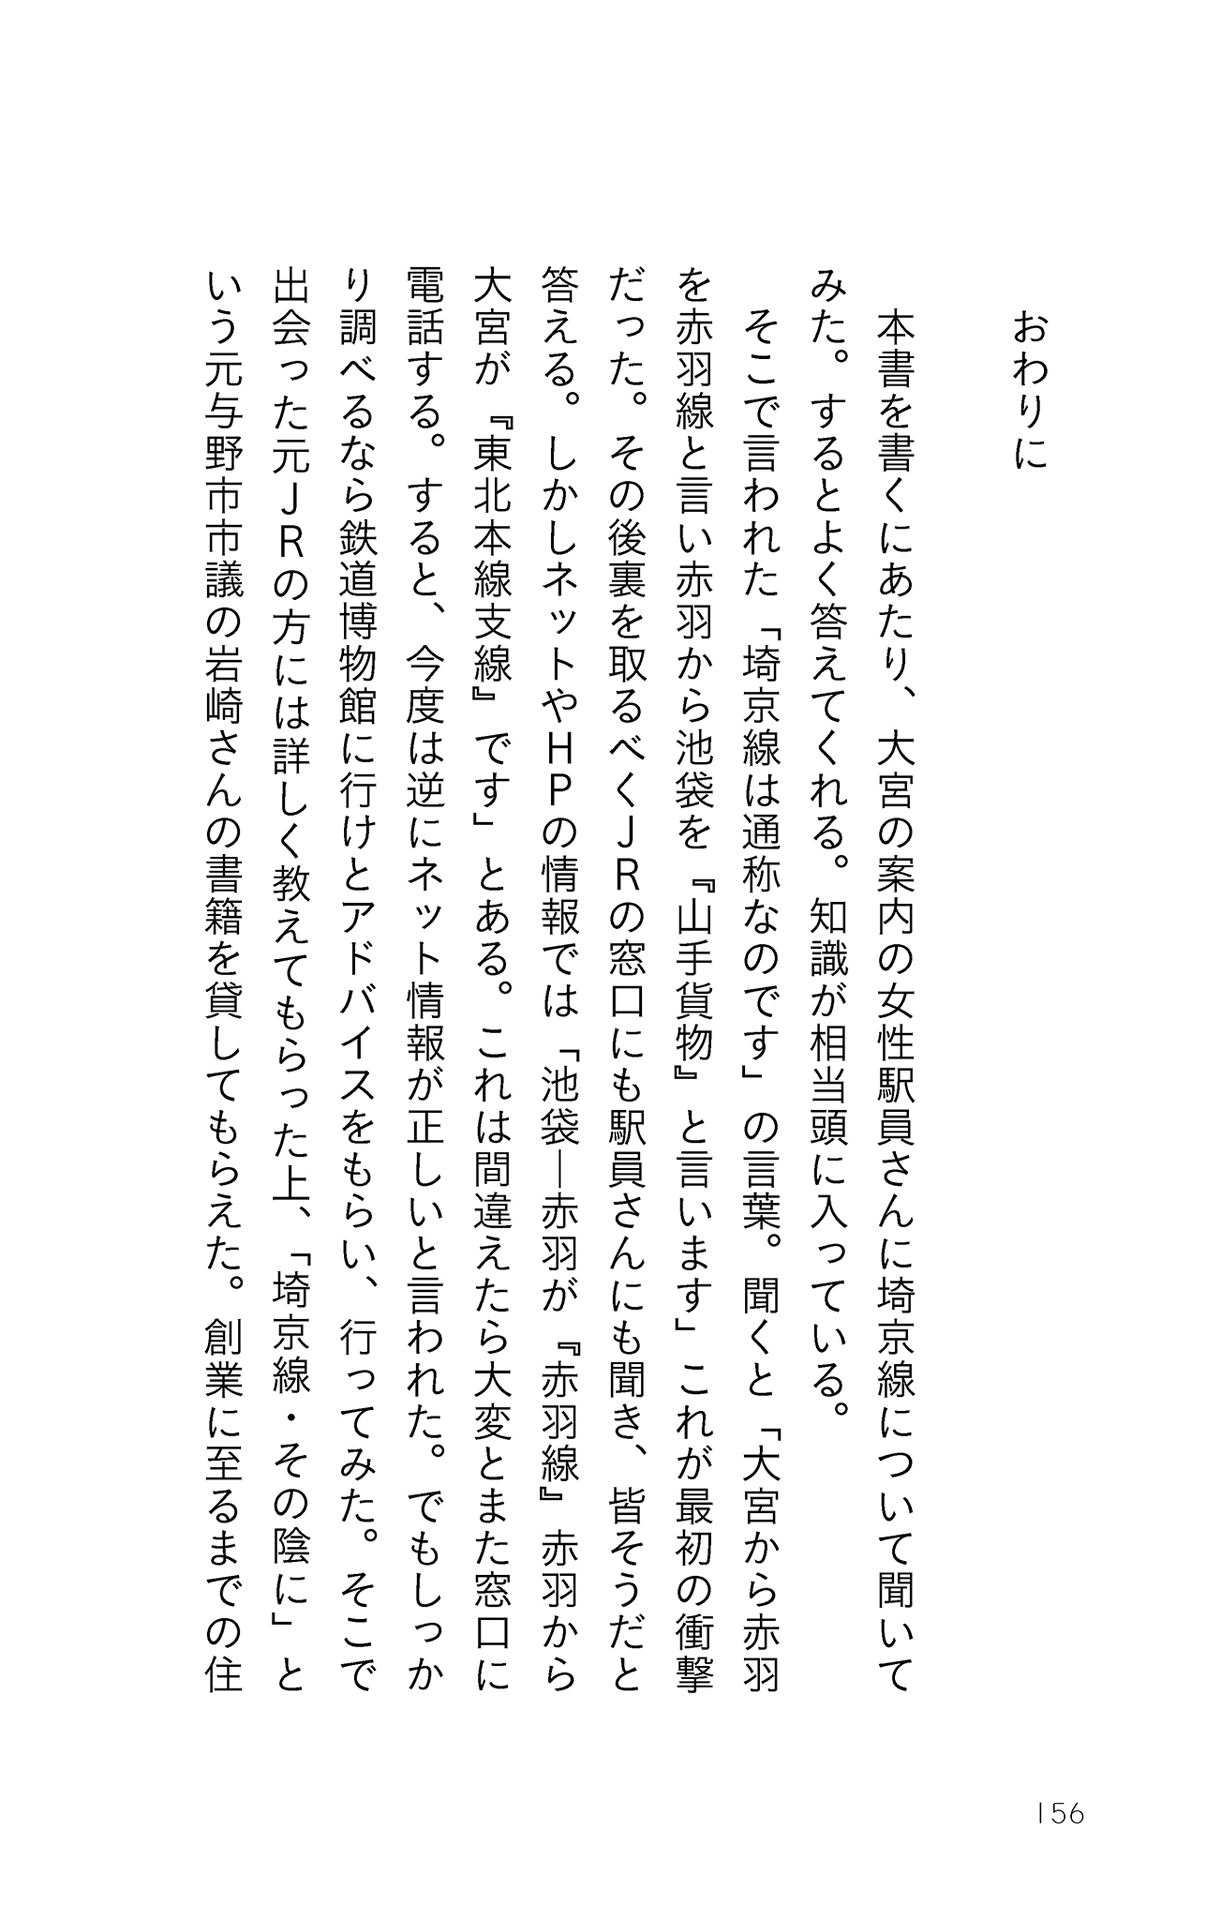 おわりに
本書を書くにあたり、大宮の案内の女性駅員さんに埼京線について聞いて
みた。するとよく答えてくれる。知識が相当頭に入っている。
そこで言われた「埼京線は通称なのです」の言葉。聞くと「大宮から赤羽
を赤羽線と言い赤羽から池袋を『山手貨物』と言います」これが最初の衝撃
だった。その後裏を取るべくJRの窓口にも駅員さんにも聞き、皆そうだと
答える。しかしネットやHPの情報では「池袋―赤羽が『赤羽線』赤羽から
大宮が『東北本線支線』です」とある。これは間違えたら大変とまた窓口に
電話する。すると、今度は逆にネット情報が正しいと言われた。でもしっか
り調べるなら鉄道博物館に行けとアドバイスをもらい、行ってみた。そこで
出会った元JRの方には詳しく教えてもらった上、「埼京線・その陰に」と
いう元与野市市議の岩崎さんの書籍を貸してもらえた。創業に至るまでの住
156